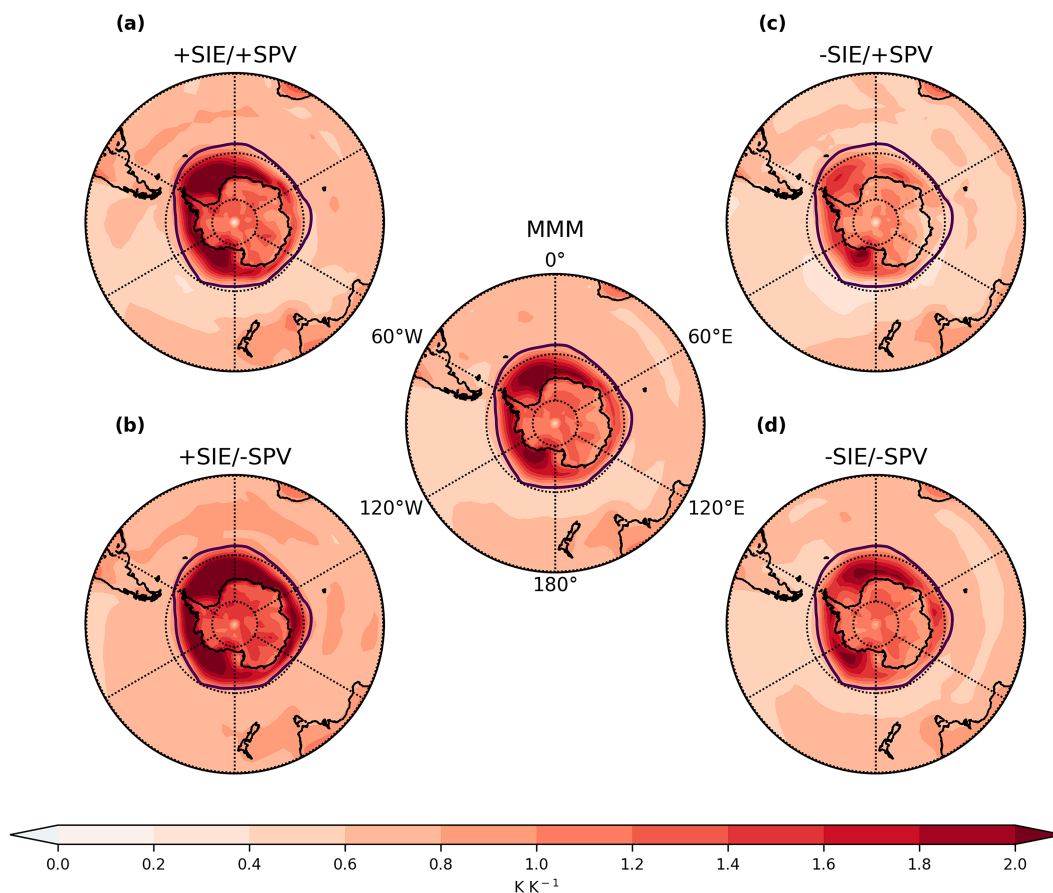 (a)
+SIE/+SPV
(c)
-SIE/+SPV
MMM
0°
60°W
60°E
120°W
120°E
180°
(b)
+SIE/-SPV
(d)
-SIE/-SPV
0.0 0.2 0.4 0.6 0.8 1.0 1.2 1.4 1.6 1.8 2.0
K K⁻¹